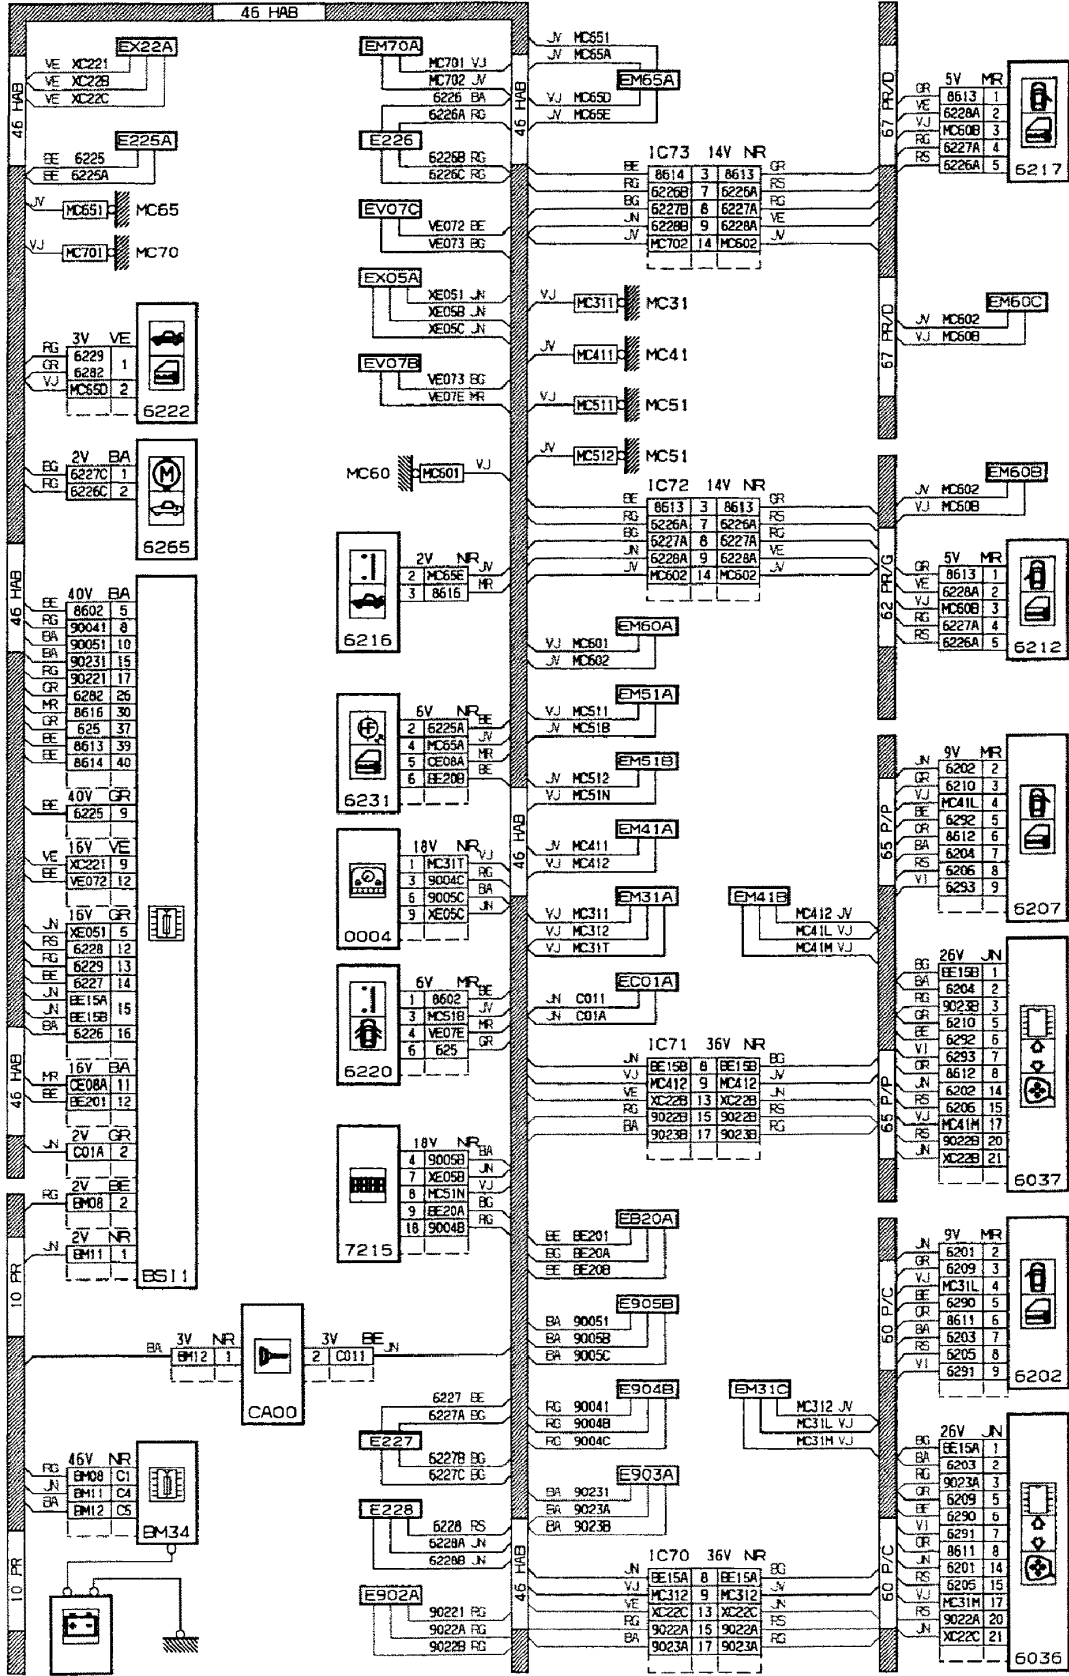 46 HAB
46 HAB
EX22A
VE XC221
VE XC22B
VE XC22C
E225A
BE 6225
BE 6225A
JV MC651 MC65
VJ MC701 MC70
3V VE
RG 6229
GR 6282 1
VJ MC65D 2
6222
2V BA
BG 6227C 1
RG 6226C 2
6265
46 HAB
40V BA
BE 8602 5
RG 90041 8
BA 90051 10
BA 90231 15
RG 90221 17
GR 6282 26
MR 8616 30
GR 625 37
BE 8613 39
BE 8614 40
40V GR
BE 6225 9
16V VE
VE XC221 9
BE VE072 12
16V GR
JN XE051 5
RS 6228 12
RG 6229 13
BE 6227 14
JN BE15A
JN BE15B 15
BA 6226 16
46 HAB
16V BA
MR CE08A 11
BE BE201 12
2V GR
JN C01A 2
2V BE
RG BM08 2
2V NR
JN BM11 1
BSI1
10 PR
3V NR
BA BM12 1
3V BE
2 C011 JN
CA00
46V NR
RG BM08 C1
JN BM11 C4
BA BM12 C5
BM34
10 PR
EM70A
MC701 VJ
MC702 JV
6226 BA
6226A RG
E226
6226B RG
6226C RG
46 HAB
EV07C
VE072 BE
VE073 BG
EX05A
XE051 JN
XE05B JN
XE05C JN
EV07B
VE073 BG
VE07E MR
MC60 MC601 VJ
2V NR
2 MC65E JV
3 8616 MR
6216
6V NR
2 6225A BE
4 MC65A JV
5 CE08A MR
6 BE20B BE
6231
18V NR
1 MC31T VJ
3 9004C RG
6 9005C BA
9 XE05C JN
0004
46 HAB
6V MR
1 8602 BE
3 MC51B JV
4 VE07E MR
6 625 GR
6220
18V NR
4 9005B BA
7 XE05B JN
8 MC51N VJ
9 BE20A BG
18 9004B RG
7215
6227 BE
6227A BG
E227
6227B BG
6227C BG
E228
6228 RS
6228A JN
6228B JN
E902A
90221 RG
9022A RG
9022B RG
46 HAB
JV MC651
JV MC65A
EM65A
VJ MC65D
JV MC65E
IC73 14V NR
BE 8614 3 8613 GR
RG 6226B 7 6226A RS
BG 6227B 8 6227A RG
JN 6228B 9 6228A VE
JV MC702 14 MC602 JV
VJ MC311 MC31
JV MC411 MC41
VJ MC511 MC51
JV MC512 MC51
IC72 14V NR
BE 8613 3 8613 GR
RG 6226A 7 6226A RS
BG 6227A 8 6227A RG
JN 6228A 9 6228A VE
JV MC602 14 MC602 JV
EM60A
VJ MC601
JV MC602
EM51A
VJ MC511
JV MC51B
EM51B
JV MC512
VJ MC51N
EM41A
JV MC411
VJ MC412
EM31A
VJ MC311
VJ MC312
VJ MC31T
EM41B
MC412 JV
MC41L VJ
MC41M VJ
EC01A
JN C011
JN C01A
IC71 36V NR
JN BE15B 8 BE15B BG
VJ MC412 9 MC412 JV
VE XC22B 13 XC22B JN
RG 9022B 15 9022B RS
BA 9023B 17 9023B RG
EB20A
BE BE201
BG BE20A
BE BE20B
E905B
BA 90051
BA 9005B
BA 9005C
E904B
RG 90041
RG 9004B
RG 9004C
EM31C
MC312 JV
MC31L VJ
MC31M VJ
E903A
BA 90231
BA 9023A
BA 9023B
IC70 36V NR
JN BE15A 8 BE15A BG
VJ MC312 9 MC312 JV
VE XC22C 13 XC22C JN
RG 9022A 15 9022A RS
BA 9023A 17 9023A RG
67 PR/D
5V MR
GR 8613 1
VE 6228A 2
VJ MC60B 3
RG 6227A 4
RS 6226A 5
6217
67 PR/D
EM60C
JV MC602
VJ MC60B
EM60B
JV MC602
VJ MC60B
62 PR/G
5V MR
GR 8613 1
VE 6228A 2
VJ MC60B 3
RG 6227A 4
RS 6226A 5
6212
65 P/P
9V MR
JN 6202 2
GR 6210 3
VJ MC41L 4
BE 6292 5
OR 8612 6
BA 6204 7
RS 6206 8
VI 6293 9
6207
65 P/P
26V JN
BG BE15B 1
BA 6204 2
RG 9023B 3
GR 6210 5
BE 6292 6
VI 6293 7
OR 8612 8
JN 6202 14
RS 6206 15
VJ MC41M 17
RS 9022B 20
JN XC22B 21
6037
60 P/C
9V MR
JN 6201 2
GR 6209 3
VJ MC31L 4
BE 6290 5
OR 8611 6
BA 6203 7
RS 6205 8
VI 6291 9
6202
60 P/C
26V JN
BG BE15A 1
BA 6203 2
RG 9023A 3
GR 6209 5
BE 6290 6
VI 6291 7
OR 8611 8
JN 6201 14
RS 6205 15
VJ MC31M 17
RS 9022A 20
JN XC22C 21
6036